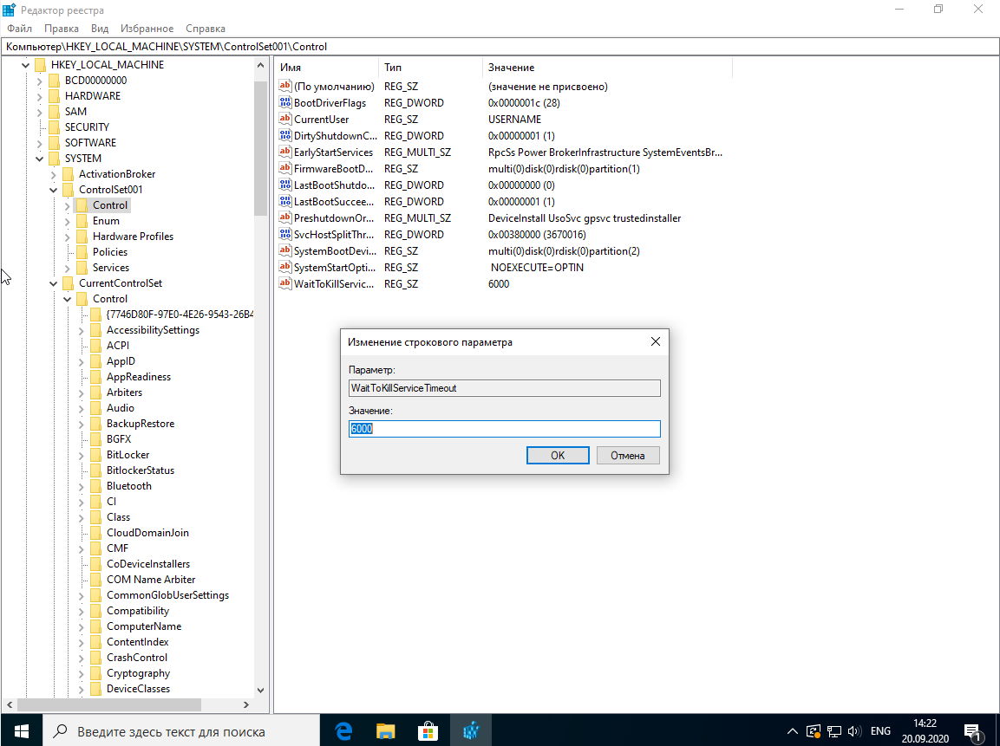 Редактор реестра
Файл Правка Вид Избранное Справка
Компьютер\HKEY_LOCAL_MACHINE\SYSTEM\ControlSet001\Control
HKEY_LOCAL_MACHINE
BCD00000000
HARDWARE
SAM
SECURITY
SOFTWARE
SYSTEM
ActivationBroker
ControlSet001
Control
Enum
Hardware Profiles
Policies
Services
CurrentControlSet
Control
{7746D80F-97E0-4E26-9543-26B4
AccessibilitySettings
ACPI
AppID
AppReadiness
Arbiters
Audio
BackupRestore
BGFX
BitLocker
BitlockerStatus
Bluetooth
CI
Class
CloudDomainJoin
CMF
CoDeviceInstallers
COM Name Arbiter
CommonGlobUserSettings
Compatibility
ComputerName
ContentIndex
CrashControl
Cryptography
DeviceClasses
Имя Тип Значение
(По умолчанию) REG_SZ (значение не присвоено)
BootDriverFlags REG_DWORD 0x0000001c (28)
CurrentUser REG_SZ USERNAME
DirtyShutdownC... REG_DWORD 0x00000001 (1)
EarlyStartServices REG_MULTI_SZ RpcSs Power BrokerInfrastructure SystemEventsBr...
FirmwareBootD... REG_SZ multi(0)disk(0)rdisk(0)partition(1)
LastBootShutdo... REG_DWORD 0x00000000 (0)
LastBootSuccee... REG_DWORD 0x00000001 (1)
PreshutdownOr... REG_MULTI_SZ DeviceInstall UsoSvc gpsvc trustedinstaller
SvcHostSplitThr... REG_DWORD 0x00380000 (3670016)
SystemBootDevi... REG_SZ multi(0)disk(0)rdisk(0)partition(2)
SystemStartOpti... REG_SZ NOEXECUTE=OPTIN
WaitToKillServic... REG_SZ 6000
Изменение строкового параметра
Параметр:
WaitToKillServiceTimeout
Значение:
6000
OK Отмена
Введите здесь текст для поиска
ENG
14:22
20.09.2020
1